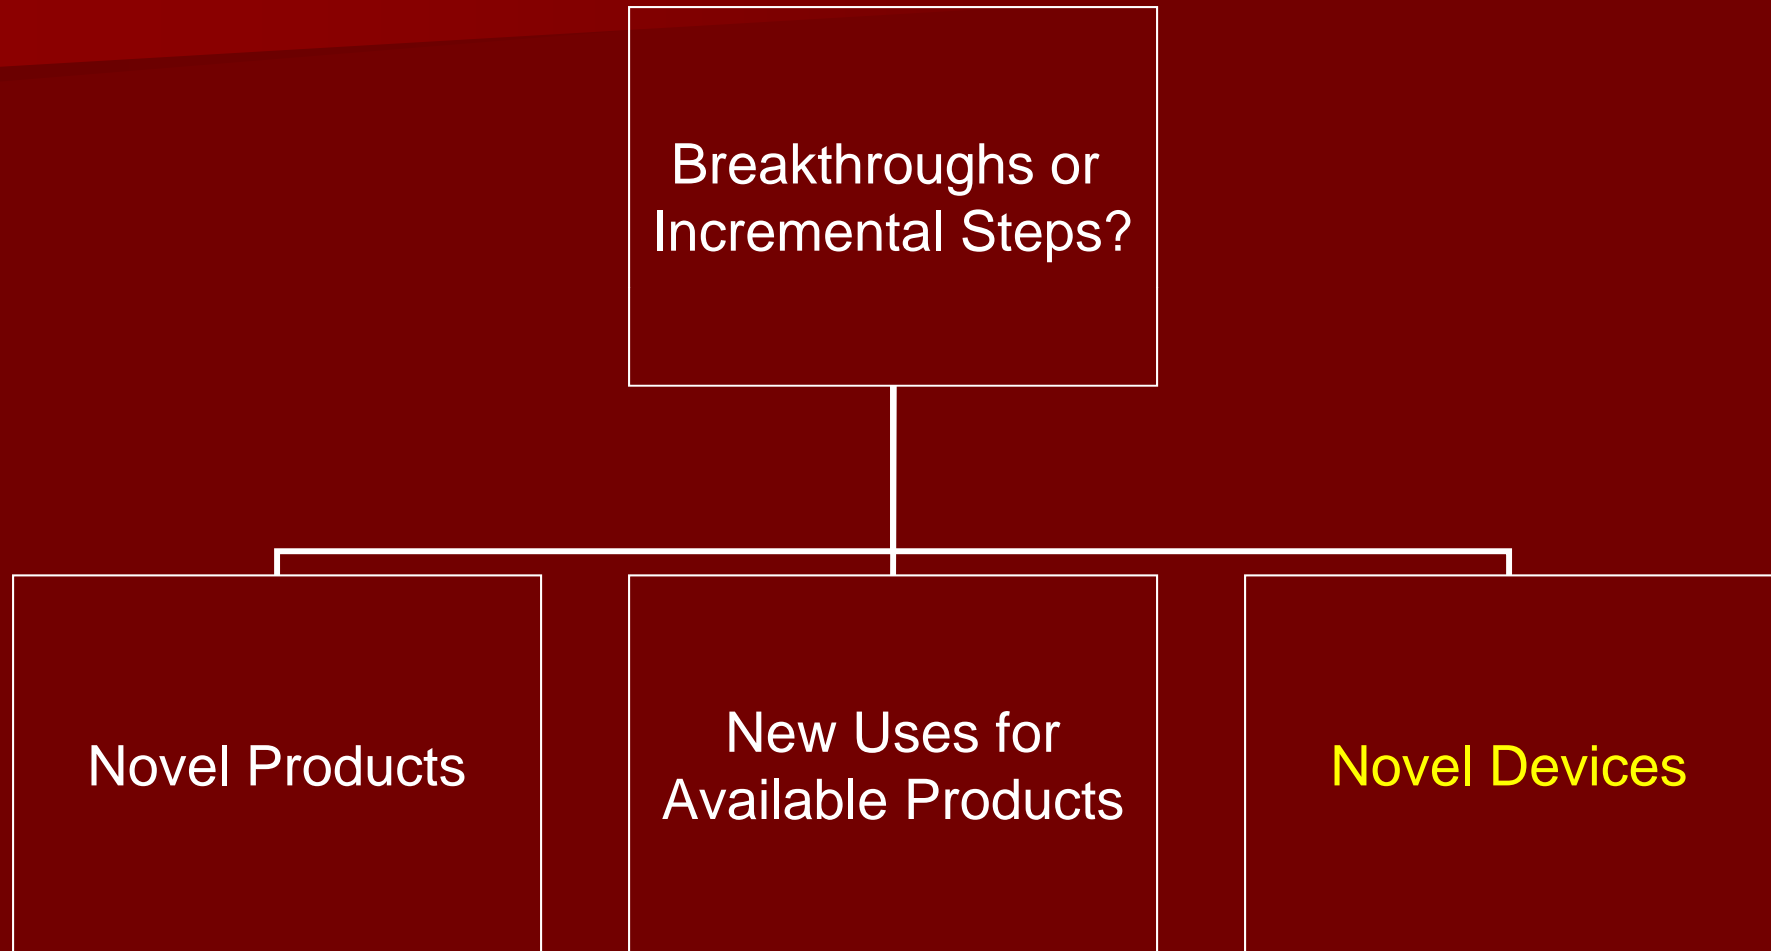 Breakthroughs or
Incremental Steps?
Novel Products
New Uses for
Available Products
Novel Devices